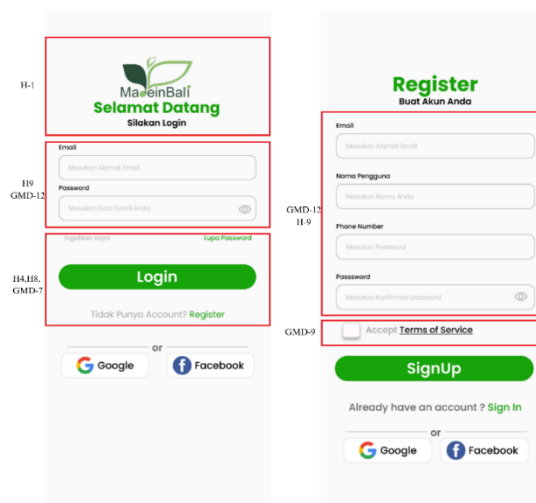 H-1
MadeinBali
Selamat Datang
Silakan Login
H9
GMD-12
Email
Masukan Alamat Email
Password
Masukan Kata Sandi Anda
H4,H8,
GMD-7
Ingatkan saya
Lupa Password
Login
Tidak Punya Account? Register
or
Google
Facebook
Register
Buat Akun Anda
GMD-12
H-9
Email
Masukan Alamat Email
Nama Pengguna
Masukan Nama Anda
Phone Number
Masukan Password
Passsword
Masukan Konfirmasi password
GMD-9
Accept Terms of Service
SignUp
Already have an account ? Sign In
or
Google
Facebook